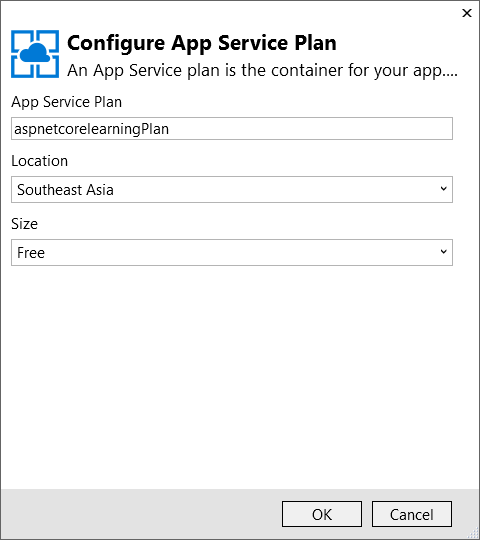 Configure App Service Plan
An App Service plan is the container for your app....
App Service Plan
aspnetcorelearningPlan
Location
Southeast Asia
Size
Free
OK
Cancel